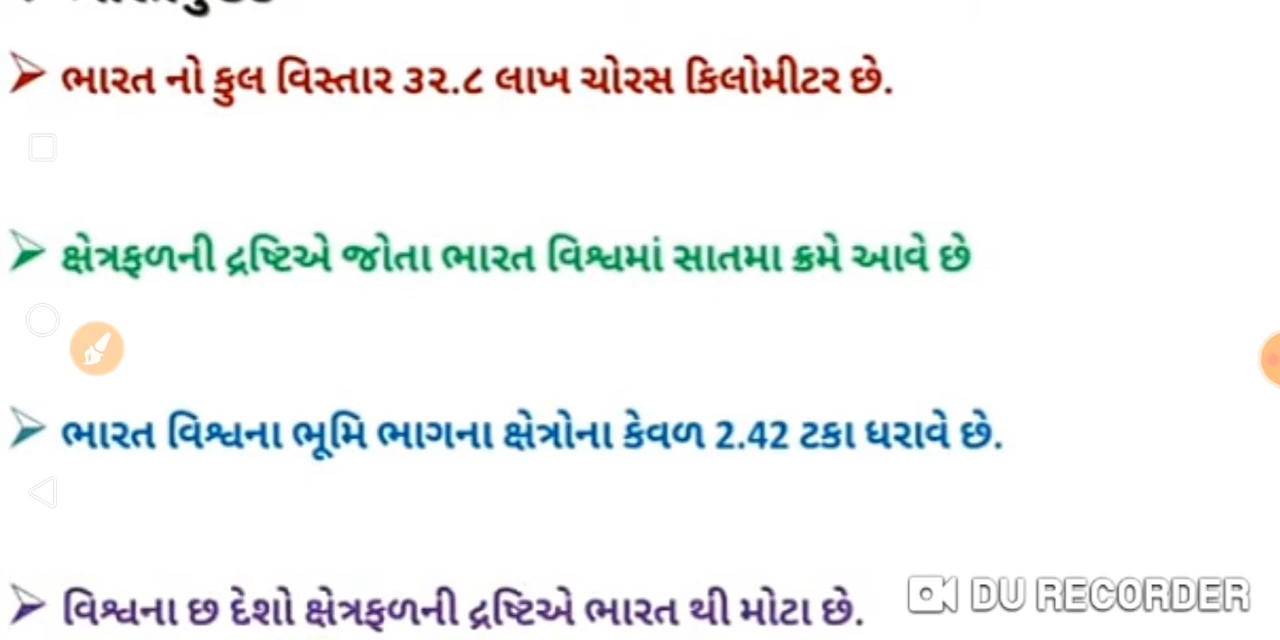 ભારત નો કુલ વિસ્તાર ૩૨.૮ લાખ ચોરસ કિલોમીટર છે.
ક્ષેત્રફળની દ્રષ્ટિએ જોતા ભારત વિશ્વમાં સાતમા ક્રમે આવે છે
ભારત વિશ્વના ભૂમિ ભાગના ક્ષેત્રોના કેવળ 2.42 ટકા ધરાવે છે.
વિશ્વના છ દેશો ક્ષેત્રફળની દ્રષ્ટિએ ભારત થી મોટા છે.
DU RECORDER